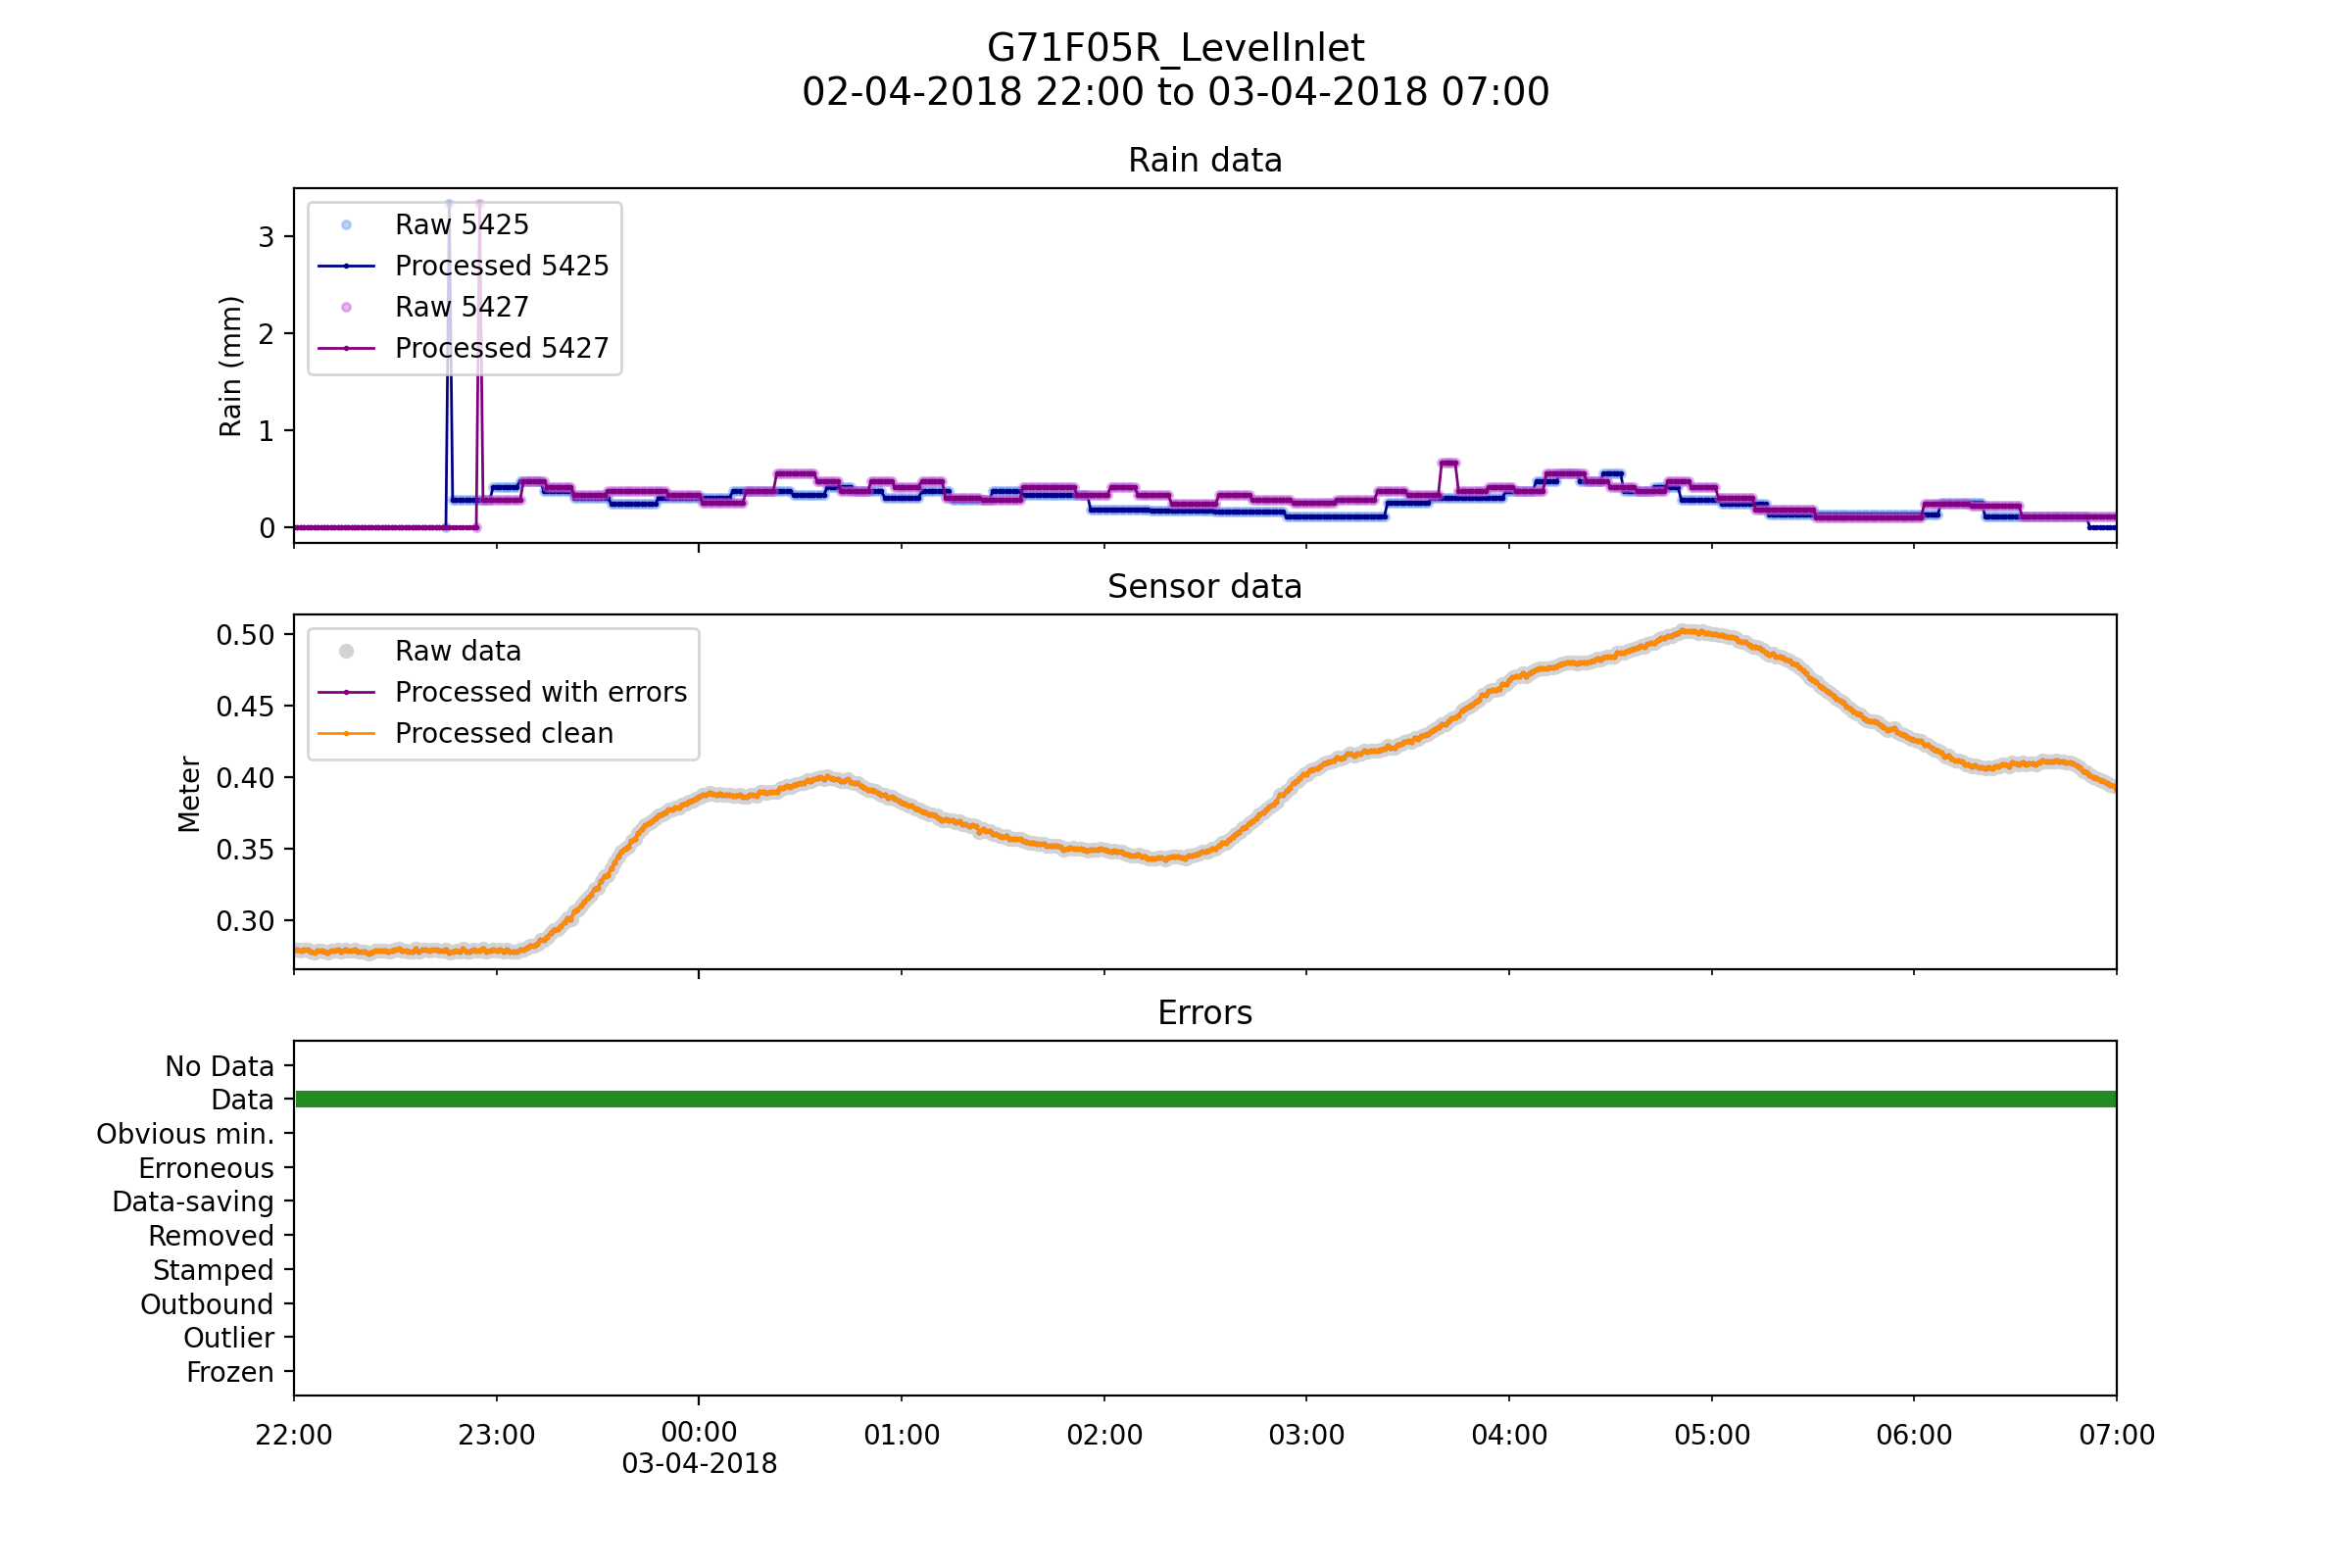 G71F05R_LevelInlet
02-04-2018 22:00 to 03-04-2018 07:00
Rain data
Rain (mm)
3
2
1
0
Raw 5425
Processed 5425
Raw 5427
Processed 5427
Sensor data
Meter
0.50
0.45
0.40
0.35
0.30
Raw data
Processed with errors
Processed clean
Errors
No Data
Data
Obvious min.
Erroneous
Data-saving
Removed
Stamped
Outbound
Outlier
Frozen
22:00 23:00 00:00 01:00 02:00 03:00 04:00 05:00 06:00 07:00
03-04-2018